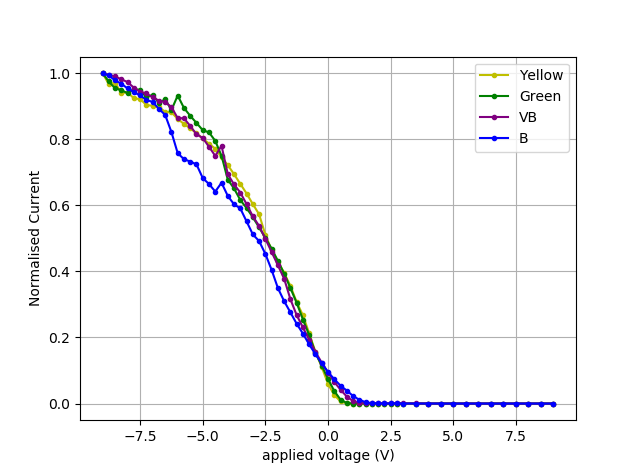 1.0
0.8
0.6
0.4
0.2
0.0
Normalised Current
Yellow
Green
VB
B
−7.5 −5.0 −2.5 0.0 2.5 5.0 7.5
applied voltage (V)